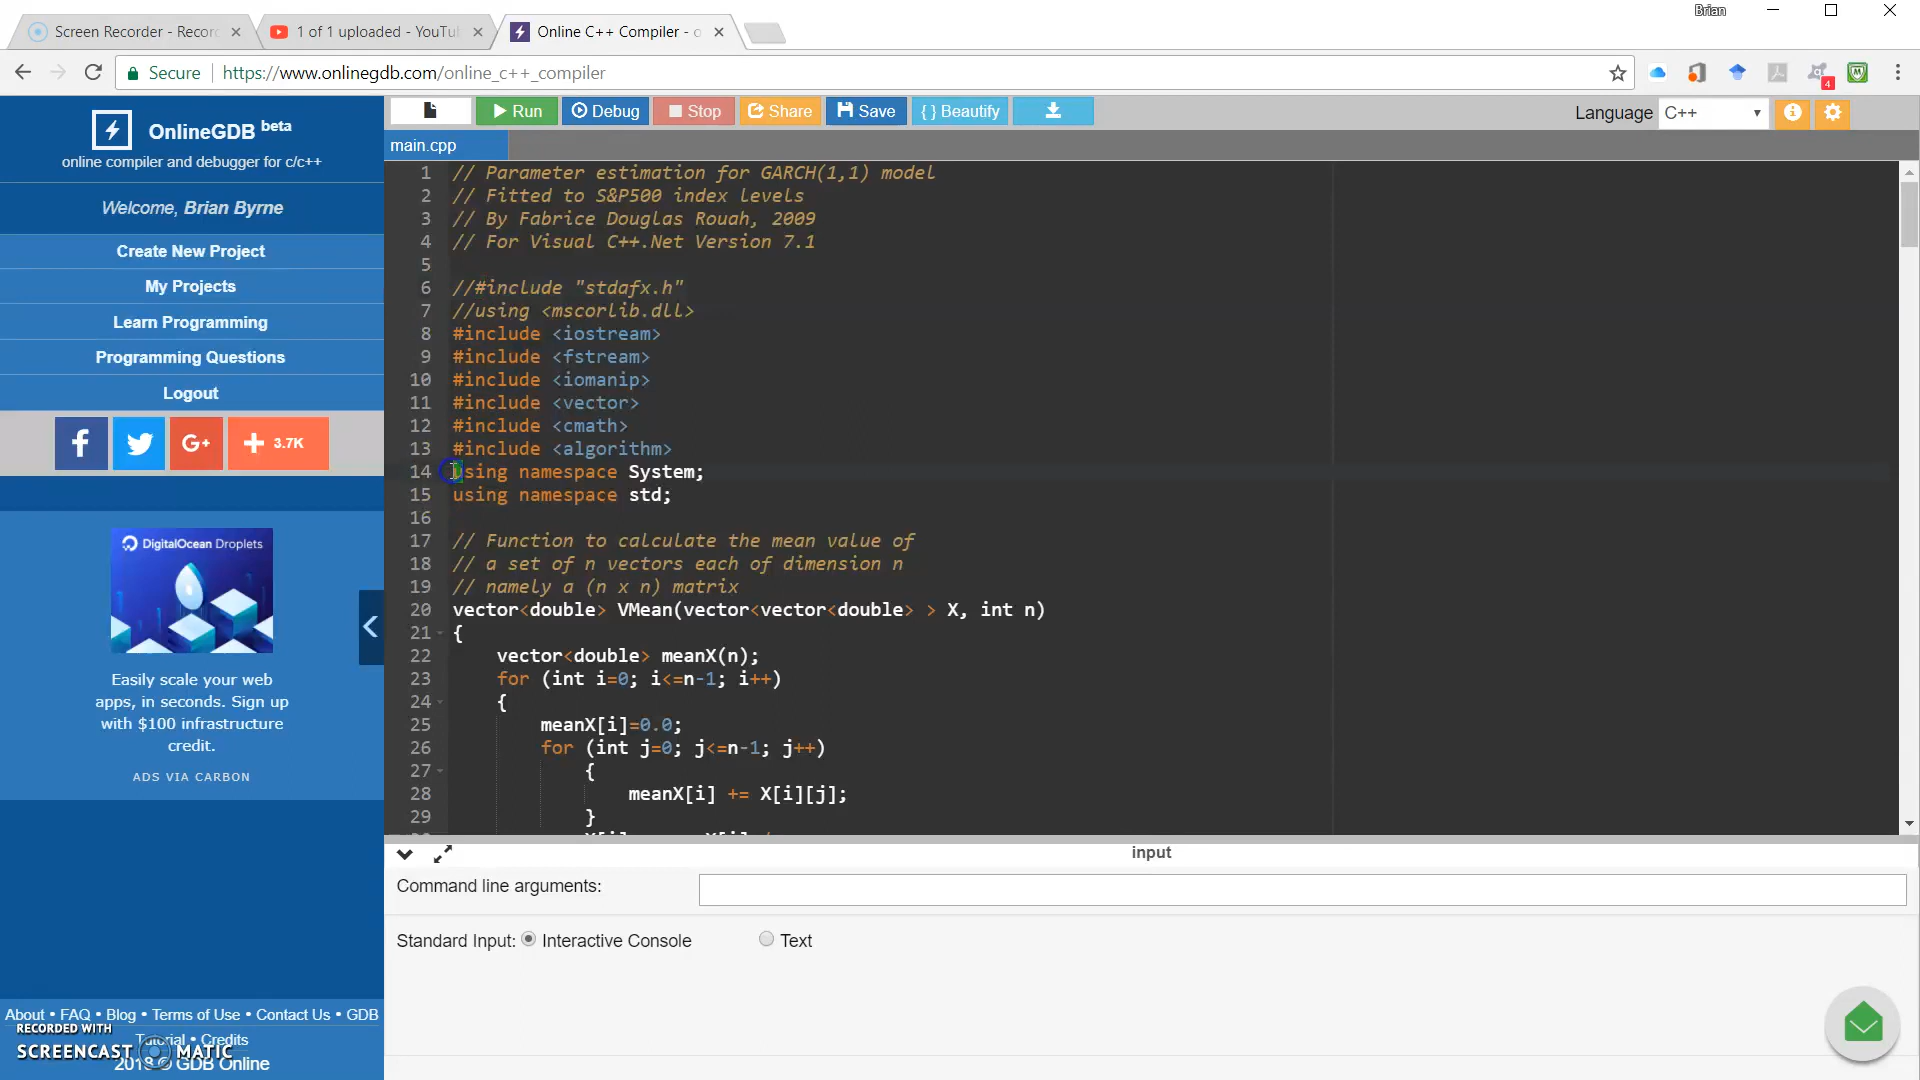 Brian
Screen Recorder - Record
1 of 1 uploaded - YouTu
Online C++ Compiler - o
Secure
https://www.onlinegdb.com/online_c++_compiler
4
OnlineGDB beta
online compiler and debugger for c/c++
Welcome, Brian Byrne
Create New Project
My Projects
Learn Programming
Programming Questions
Logout
+ 3.7K
DigitalOcean Droplets
Easily scale your web
apps, in seconds. Sign up
with $100 infrastructure
credit.
ADS VIA CARBON
About • FAQ • Blog • Terms of Use • Contact Us • GDB
Tutorial • Credits
2018 © GDB Online
RECORDED WITH
SCREENCAST MATIC
Run
Debug
Stop
Share
Save
{ } Beautify
Language C++
main.cpp
1 // Parameter estimation for GARCH(1,1) model
2 // Fitted to S&P500 index levels
3 // By Fabrice Douglas Rouah, 2009
4 // For Visual C++.Net Version 7.1
5
6 //#include "stdafx.h"
7 //using <mscorlib.dll>
8 #include <iostream>
9 #include <fstream>
10 #include <iomanip>
11 #include <vector>
12 #include <cmath>
13 #include <algorithm>
14 using namespace System;
15 using namespace std;
16
17 // Function to calculate the mean value of
18 // a set of n vectors each of dimension n
19 // namely a (n x n) matrix
20 vector<double> VMean(vector<vector<double> > X, int n)
21 {
22 vector<double> meanX(n);
23 for (int i=0; i<=n-1; i++)
24 {
25 meanX[i]=0.0;
26 for (int j=0; j<=n-1; j++)
27 {
28 meanX[i] += X[i][j];
29 }
input
Command line arguments:
Standard Input: Interactive Console Text